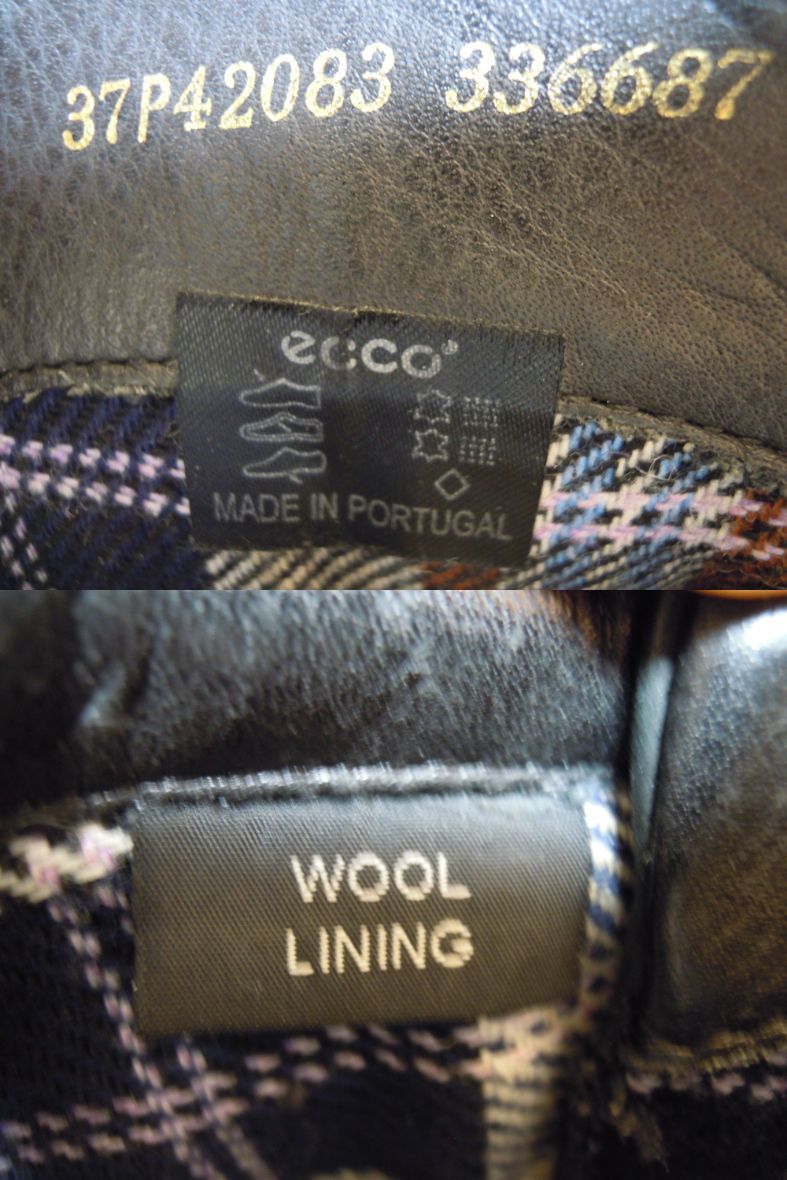 37P42083 336687
ecco®
MADE IN PORTUGAL
WOOL
LINING